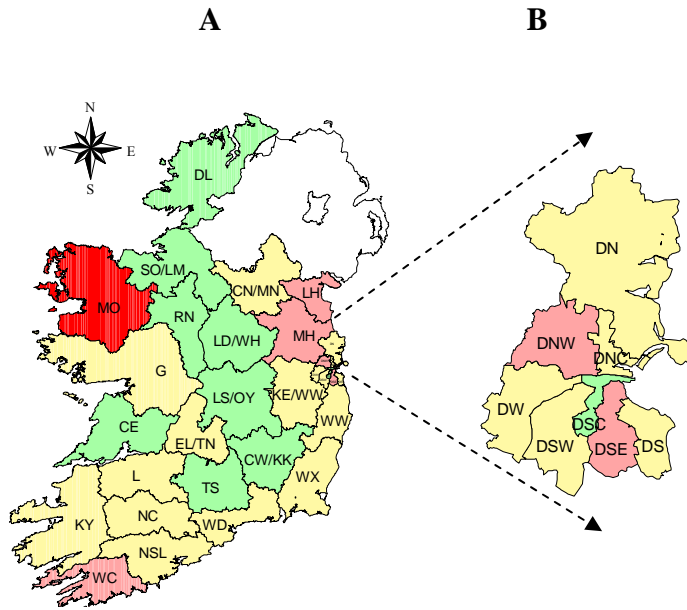 A
B
N
W E
S
DL
SO/LM
MO
CN/MN
LH
RN
MH
LD/WH
G
LS/OY
KE/WW
CE
EL/TN
WW
CW/KK
L
TS
WX
KY
NC
WD
NSL
WC
DN
DNW
DNC
DW
DSC
DSW
DSE
DS